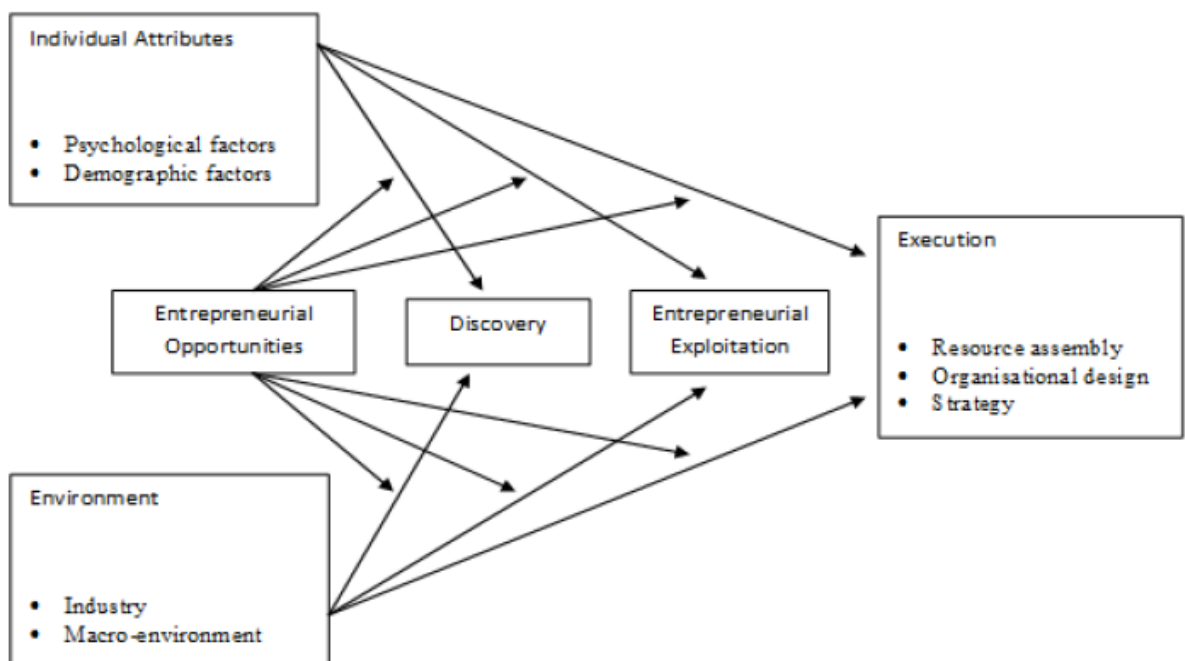 Individual Attributes
• Psychological factors
• Demographic factors
Execution
• Resource assembly
• Organisational design
• Strategy
Entrepreneurial
Opportunities
Discovery
Entrepreneurial
Exploitation
Environment
• Industry
• Macro-environment